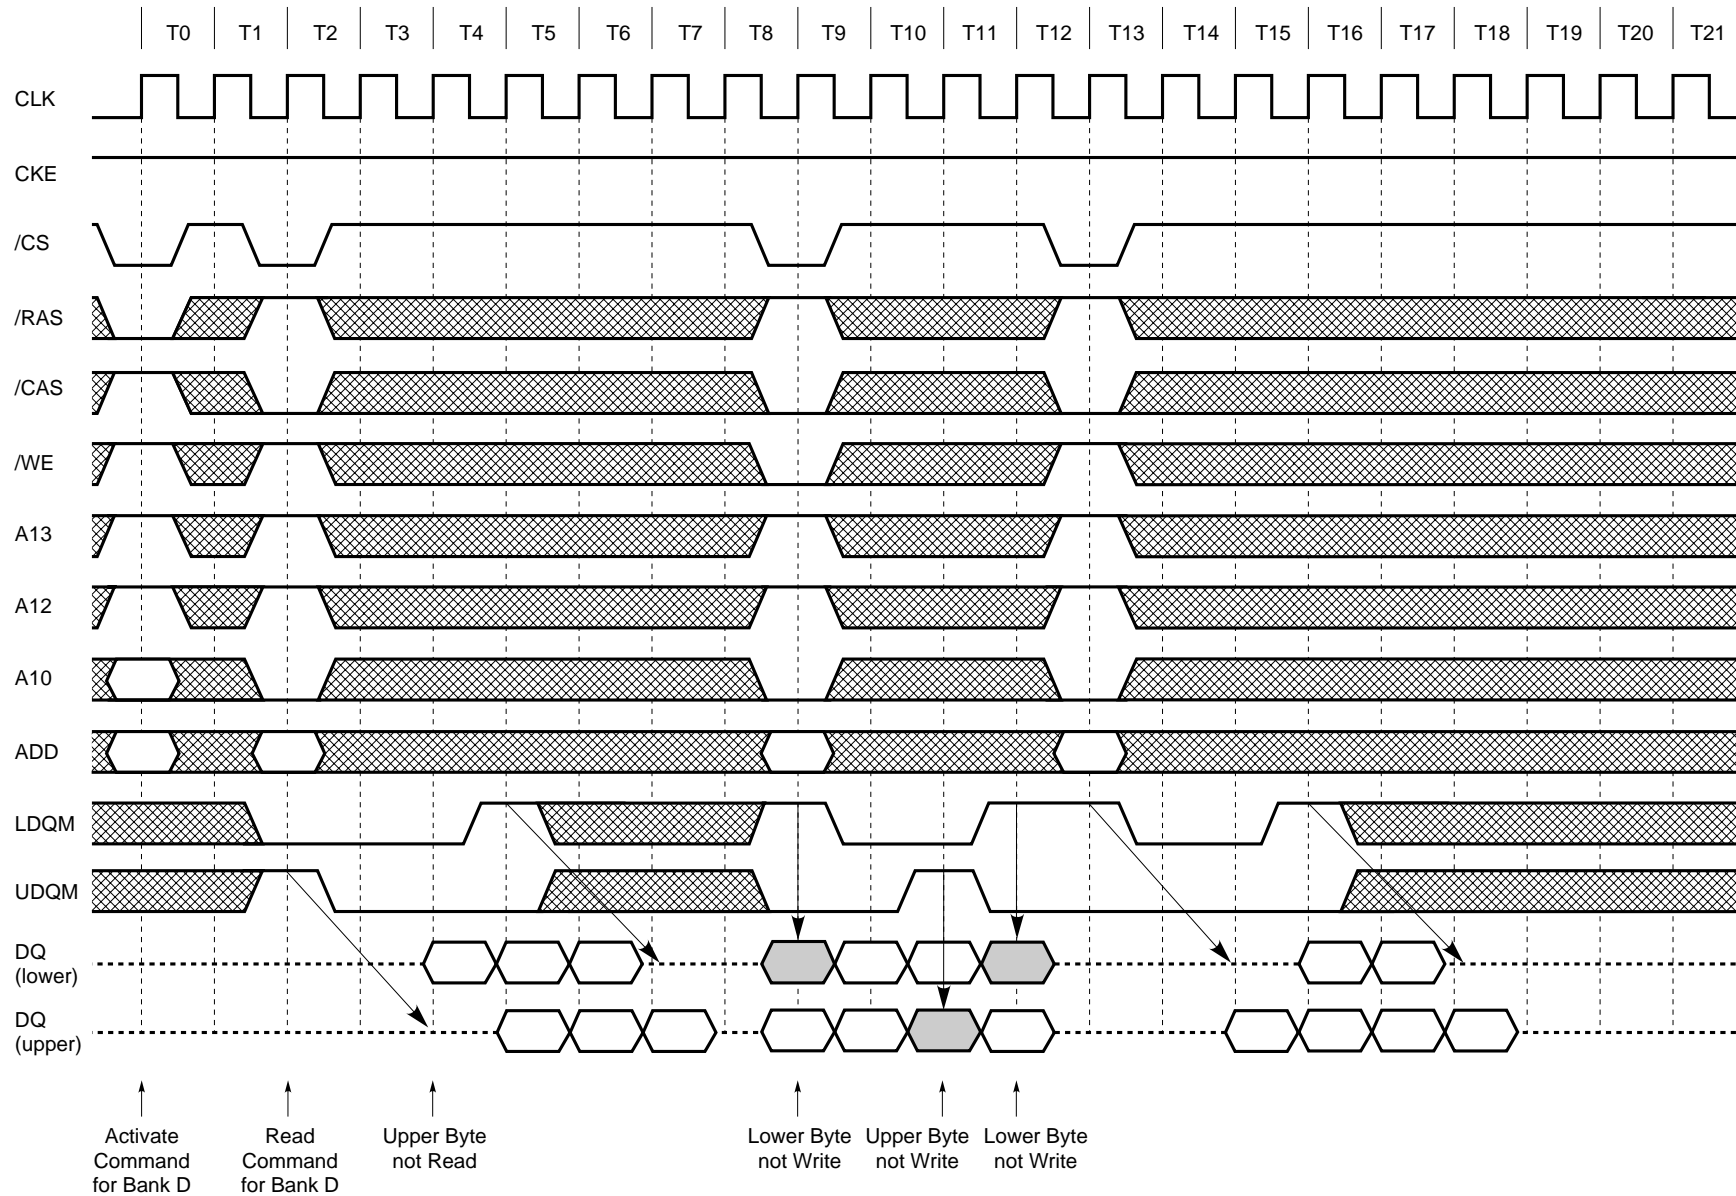 T0 T1 T2 T3 T4 T5 T6 T7 T8 T9 T10 T11 T12 T13 T14 T15 T16 T17 T18 T19 T20 T21
CLK
CKE
/CS
/RAS
/CAS
/WE
A13
A12
A10
ADD
LDQM
UDQM
DQ
(lower)
DQ
(upper)
Activate
Command
for Bank D
Read
Command
for Bank D
Upper Byte
not Read
Lower Byte
not Write
Upper Byte
not Write
Lower Byte
not Write